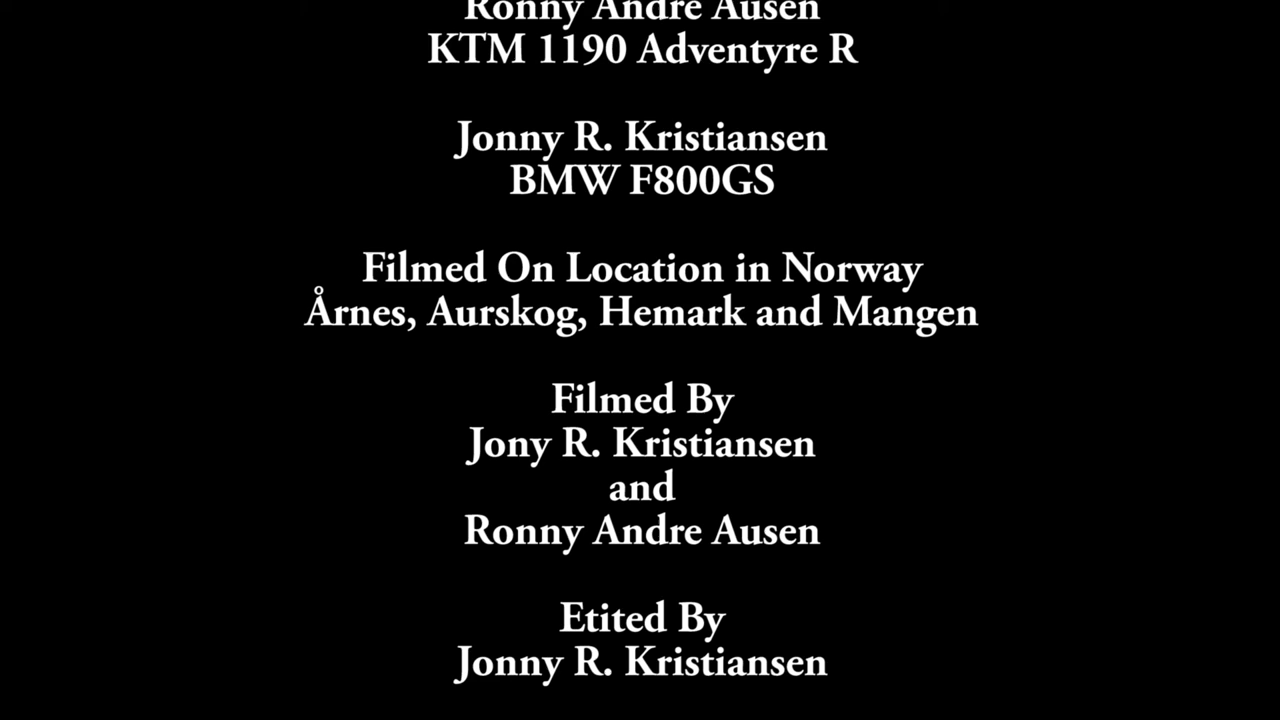 Ronny Andre Ausen
KTM 1190 Adventyre R
Jonny R. Kristiansen
BMW F800GS
Filmed On Location in Norway
Årnes, Aurskog, Hemark and Mangen
Filmed By
Jony R. Kristiansen
and
Ronny Andre Ausen
Etited By
Jonny R. Kristiansen